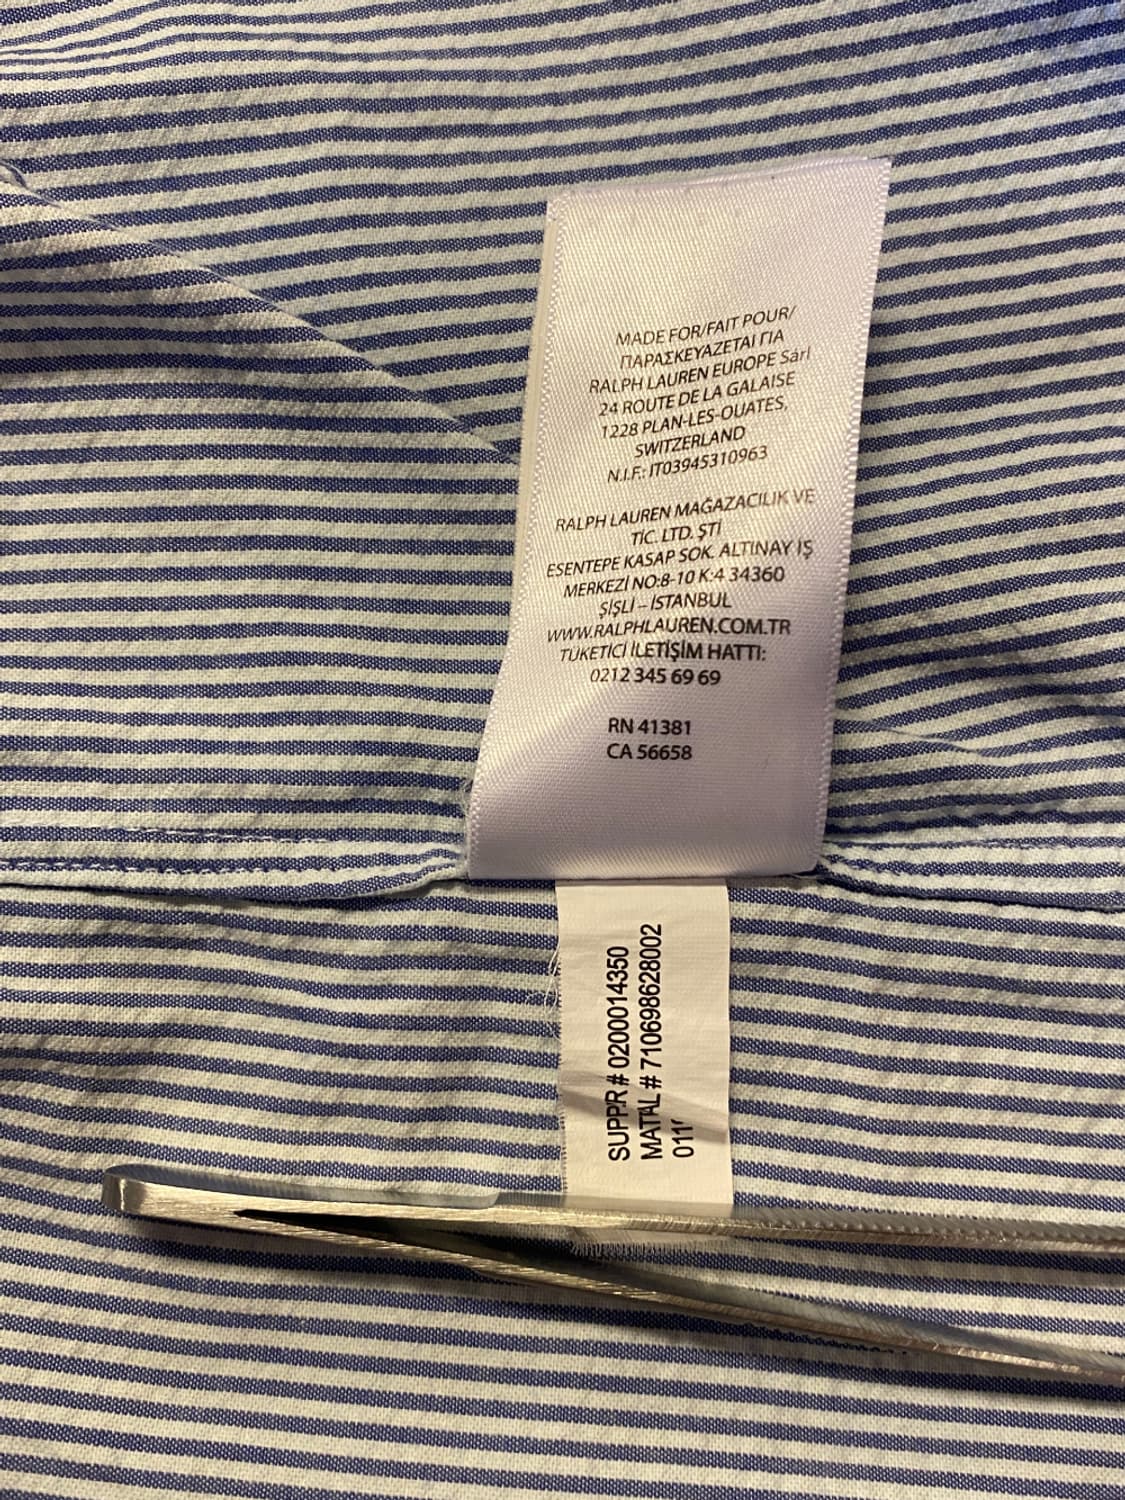 MADE FOR/FAIT POUR/
ΠΑΡΑΣΚΕΥΑΖΕΤΑΙ ΓΙΑ
RALPH LAUREN EUROPE Sàrl
24 ROUTE DE LA GALAISE
1228 PLAN-LES-OUATES,
SWITZERLAND
N.I.F.: IT03945310963
RALPH LAUREN MAĞAZACILIK VE
TİC. LTD. ŞTİ
ESENTEPE KASAP SOK. ALTINAY İŞ
MERKEZİ NO:8-10 K:4 34360
ŞİŞLİ – İSTANBUL
WWW.RALPHLAUREN.COM.TR
TÜKETİCİ İLETİŞİM HATTI:
0212 345 69 69
RN 41381
CA 56658
SUPP.R # 0200014350
MATAL # 710698628002